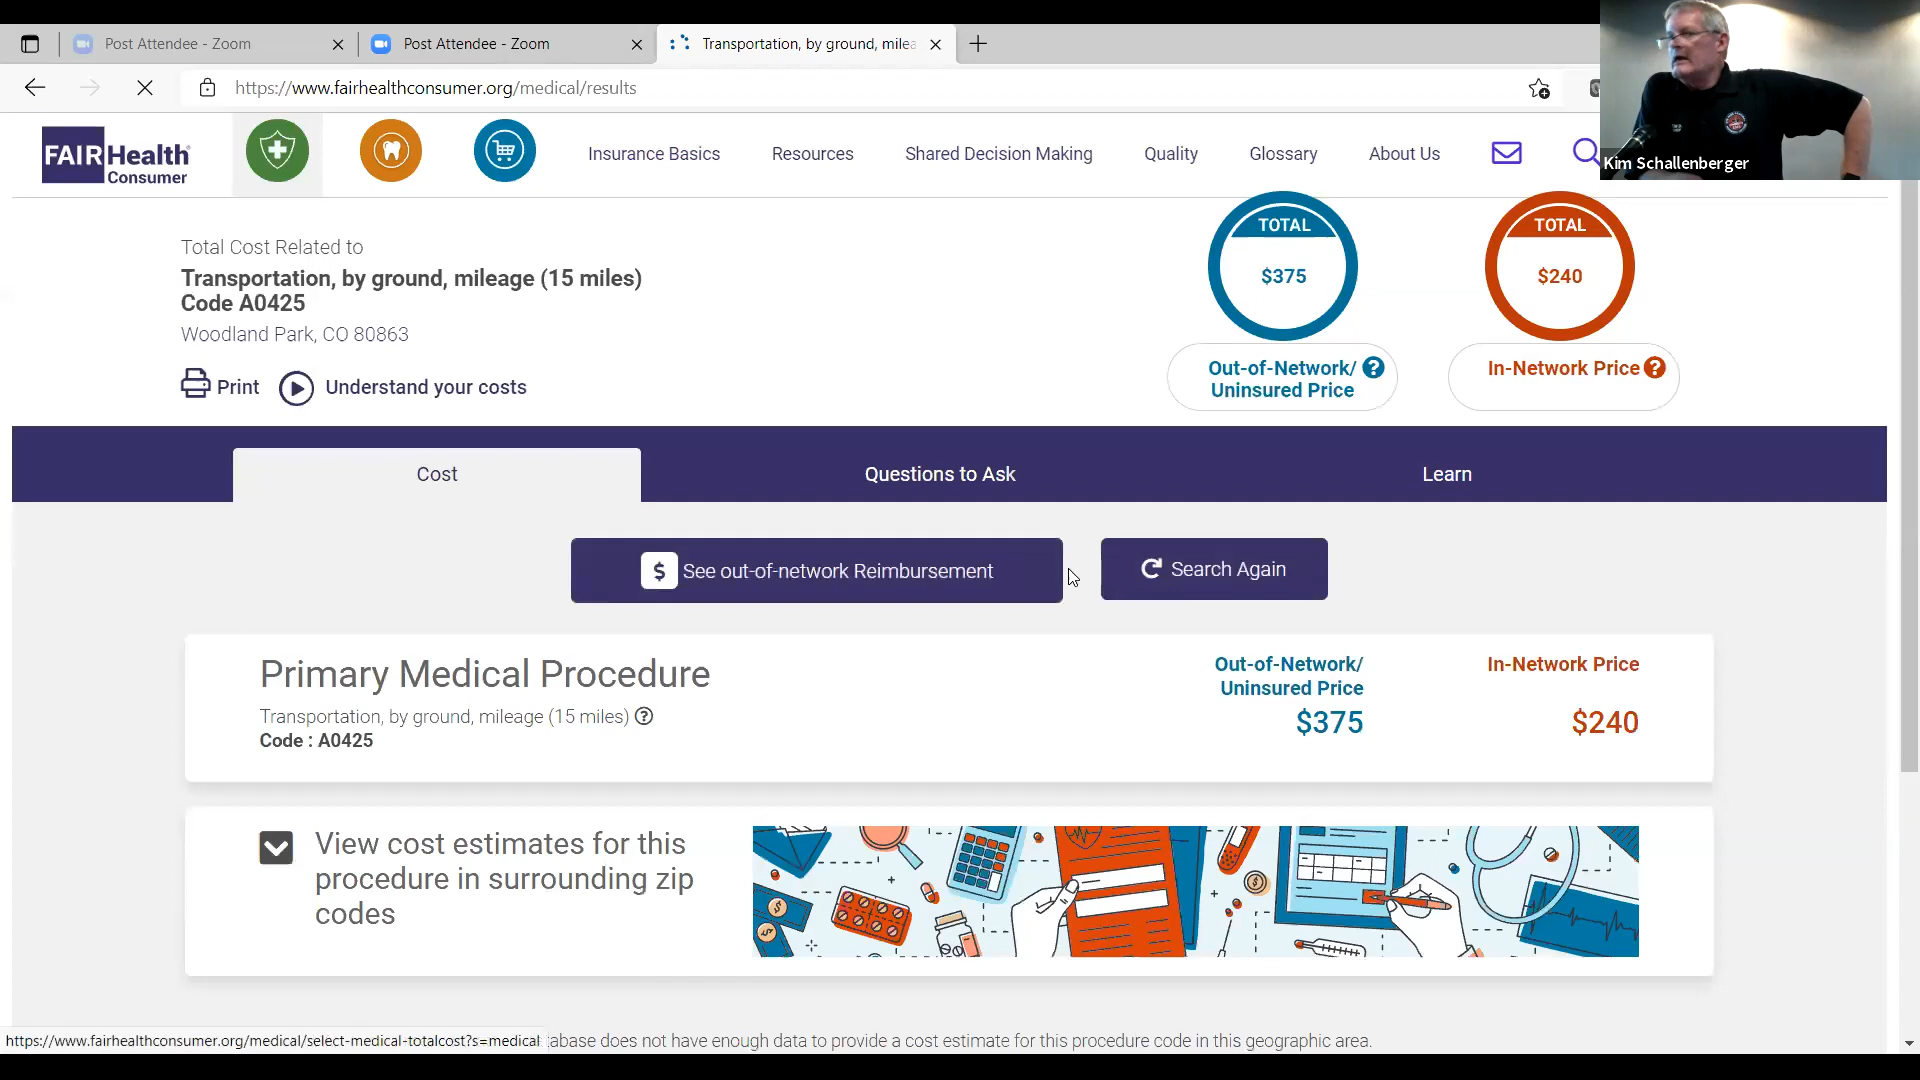 Post Attendee - Zoom
Post Attendee - Zoom
Transportation, by ground, milea
https://www.fairhealthconsumer.org/medical/results
FAIR Health
Consumer
Insurance Basics
Resources
Shared Decision Making
Quality
Glossary
About Us
Kim Schallenberger
Total Cost Related to
Transportation, by ground, mileage (15 miles)
Code A0425
Woodland Park, CO 80863
Print
Understand your costs
TOTAL
$375
Out-of-Network/ ?
Uninsured Price
TOTAL
$240
In-Network Price ?
Cost
Questions to Ask
Learn
$ See out-of-network Reimbursement
Search Again
Primary Medical Procedure
Transportation, by ground, mileage (15 miles) ?
Code : A0425
Out-of-Network/
Uninsured Price
$375
In-Network Price
$240
View cost estimates for this
procedure in surrounding zip
codes
https://www.fairhealthconsumer.org/medical/select-medical-totalcost?s=medical
abase does not have enough data to provide a cost estimate for this procedure code in this geographic area.